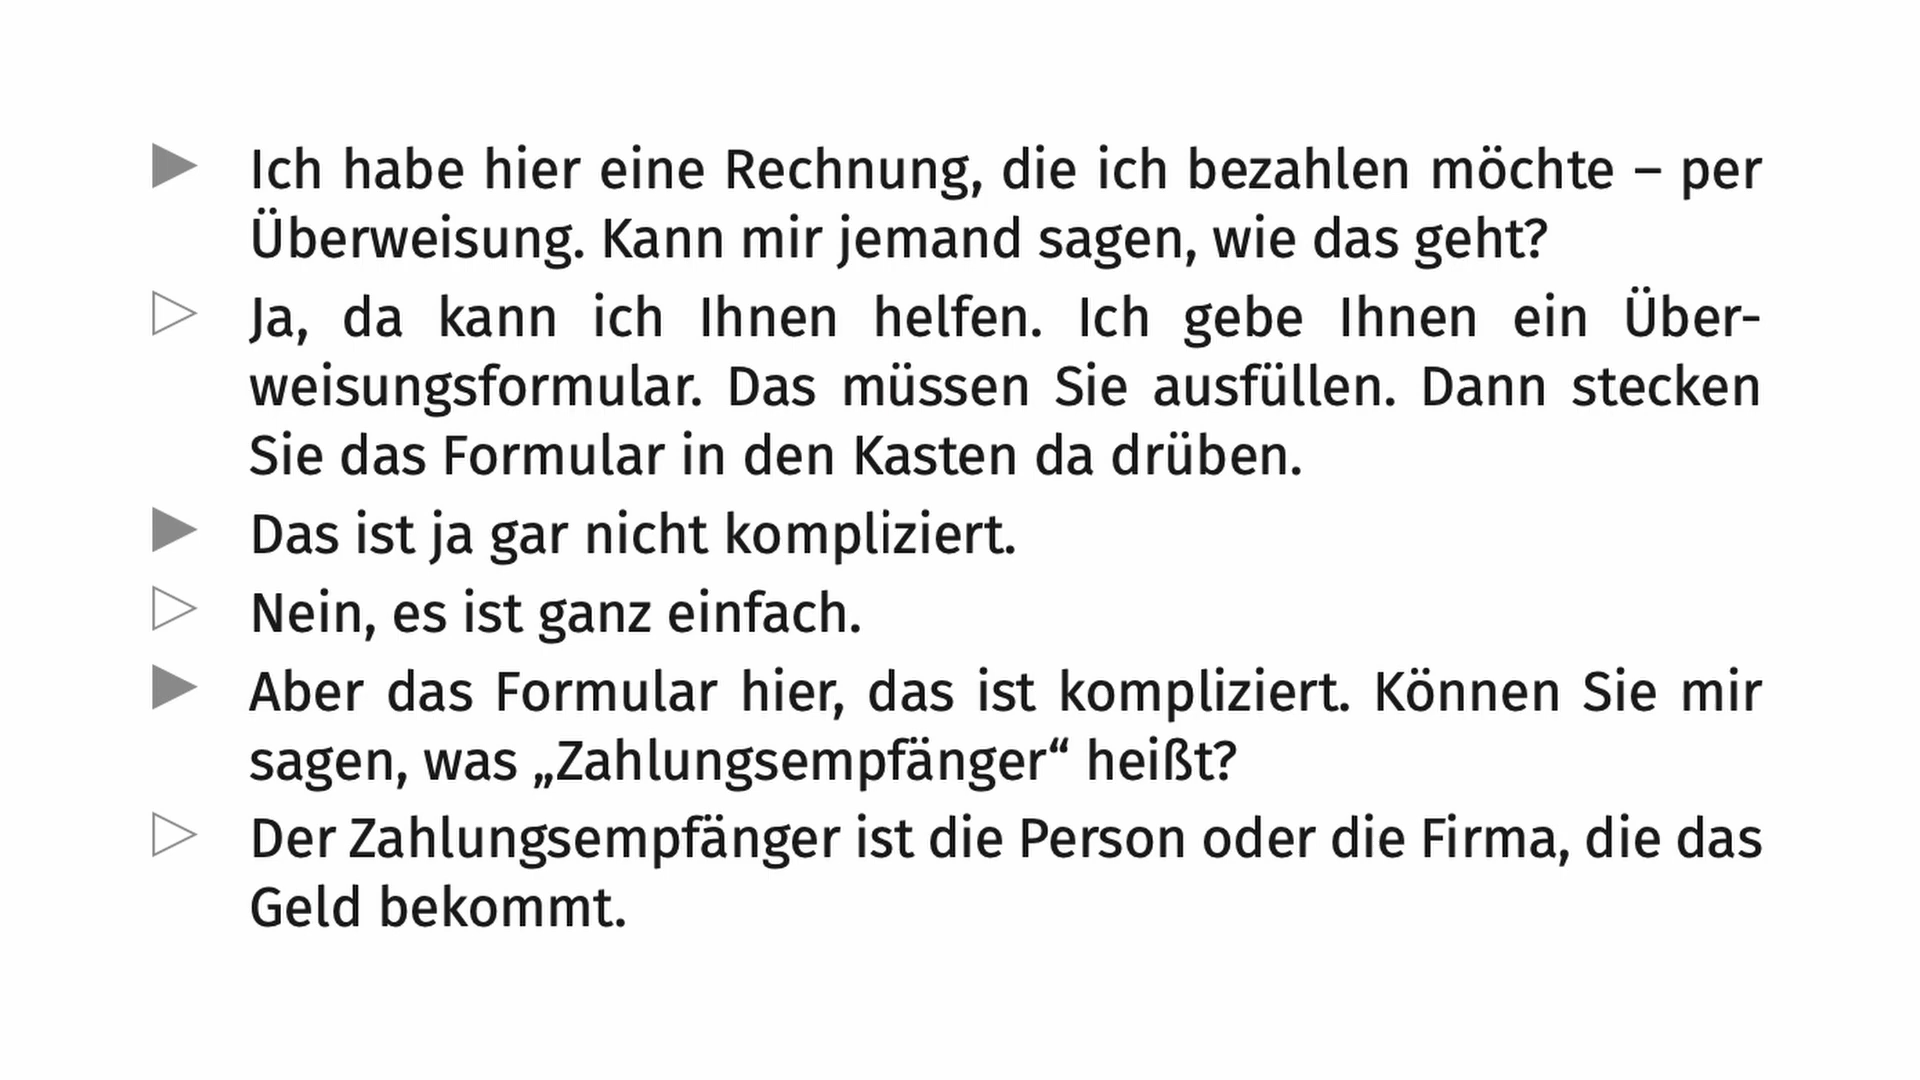 Ich habe hier eine Rechnung, die ich bezahlen möchte – per
Überweisung. Kann mir jemand sagen, wie das geht?
Ja, da kann ich Ihnen helfen. Ich gebe Ihnen ein Über-
weisungsformular. Das müssen Sie ausfüllen. Dann stecken
Sie das Formular in den Kasten da drüben.
Das ist ja gar nicht kompliziert.
Nein, es ist ganz einfach.
Aber das Formular hier, das ist kompliziert. Können Sie mir
sagen, was „Zahlungsempfänger“ heißt?
Der Zahlungsempfänger ist die Person oder die Firma, die das
Geld bekommt.